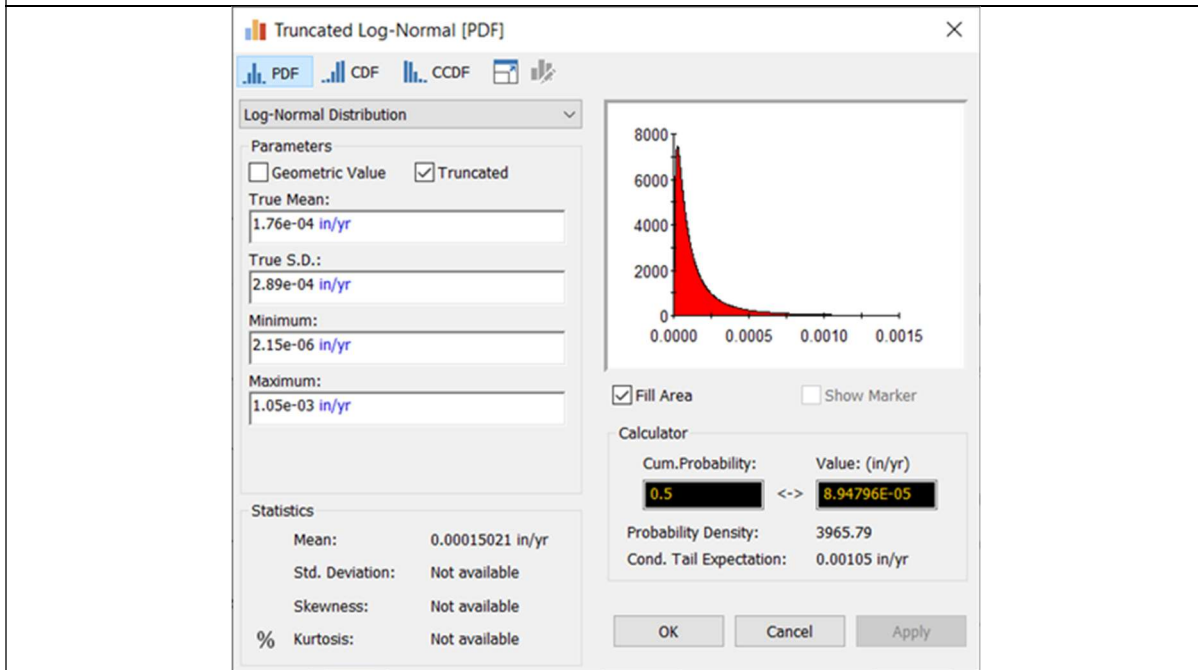 Truncated Log-Normal [PDF]
PDF CDF CCDF
Log-Normal Distribution
Parameters
Geometric Value Truncated
True Mean:
1.76e-04 in/yr
True S.D.:
2.89e-04 in/yr
Minimum:
2.15e-06 in/yr
Maximum:
1.05e-03 in/yr
Statistics
Mean: 0.00015021 in/yr
Std. Deviation: Not available
Skewness: Not available
% Kurtosis: Not available
8000
6000
4000
2000
0
0.0000 0.0005 0.0010 0.0015
Fill Area Show Marker
Calculator
Cum.Probability: Value: (in/yr)
0.5 <-> 8.94796E-05
Probability Density: 3965.79
Cond. Tail Expectation: 0.00105 in/yr
OK Cancel Apply